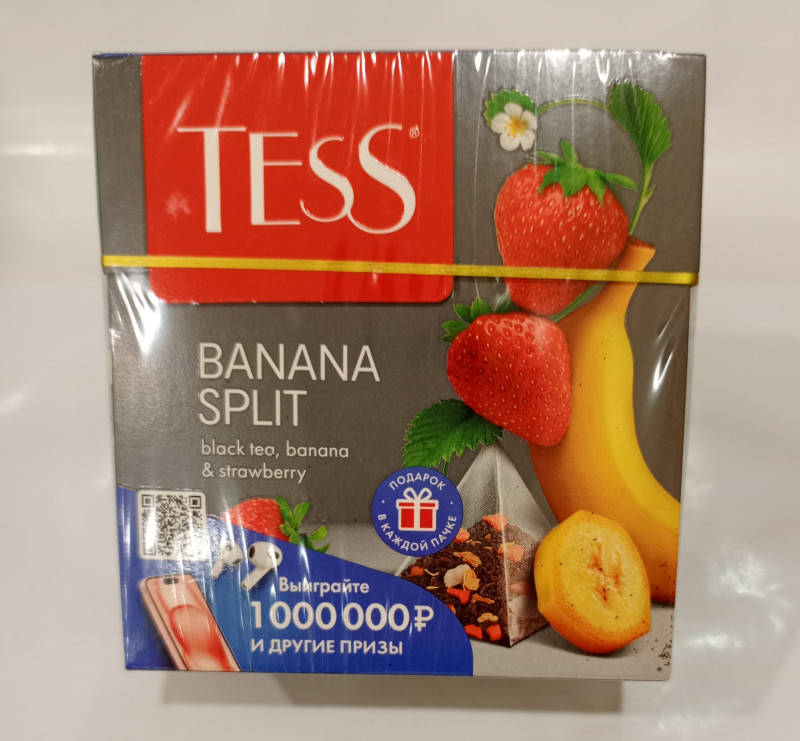 TESS®
BANANA
SPLIT
black tea, banana
& strawberry
ПОДАРОК
В КАЖДОЙ ПАЧКЕ
Выиграйте
1 000 000 ₽
И ДРУГИЕ ПРИЗЫ